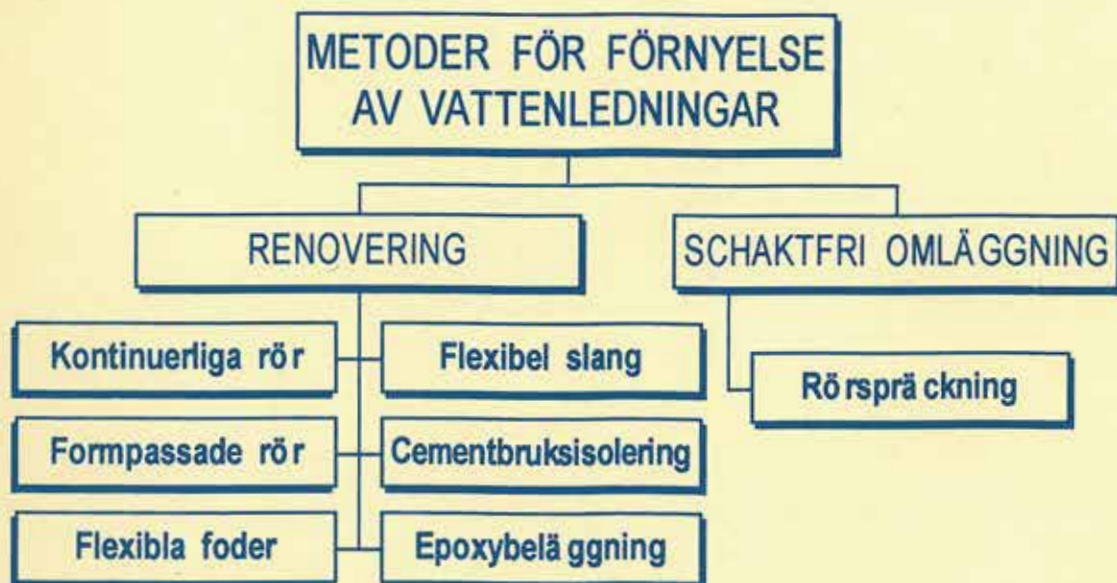 METODER FÖR FÖRNYELSE
AV VATTENLEDNINGAR
RENOVERING
SCHAKTFRI OMLÄGGNING
Kontinuerliga rör
Flexibel slang
Rörspräckning
Formpassade rör
Cementbruksisolering
Flexibla foder
Epoxybeläggning